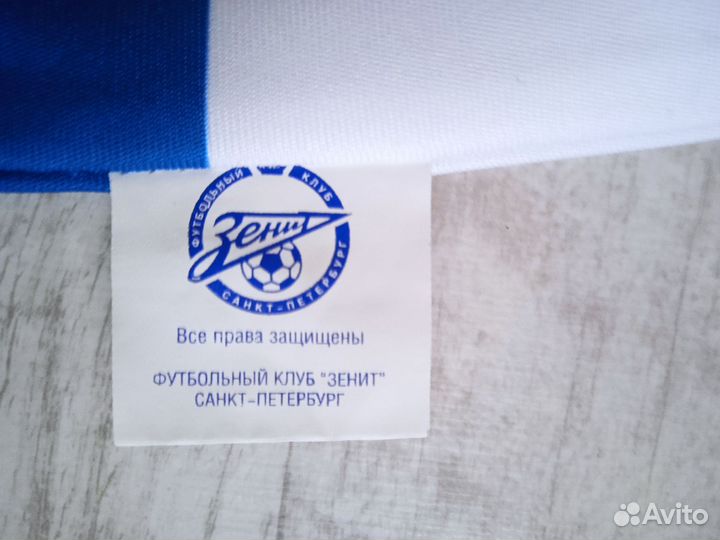 ФУТБОЛЬНЫЙ КЛУБ
Зенит
САНКТ-ПЕТЕРБУРГ
Все права защищены
ФУТБОЛЬНЫЙ КЛУБ "ЗЕНИТ"
САНКТ-ПЕТЕРБУРГ
Avito